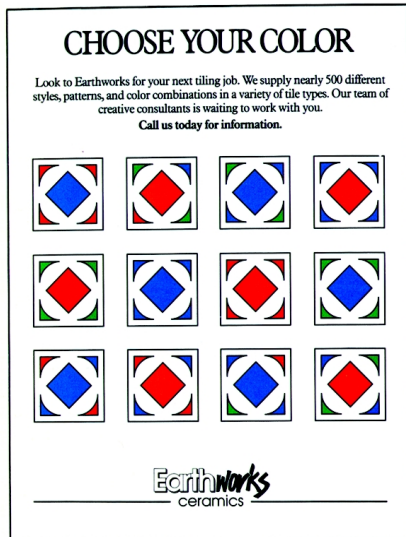 CHOOSE YOUR COLOR
Look to Earthworks for your next tiling job. We supply nearly 500 different
styles, patterns, and color combinations in a variety of tile types. Our team of
creative consultants is waiting to work with you.
Call us today for information.
Earthworks
ceramics